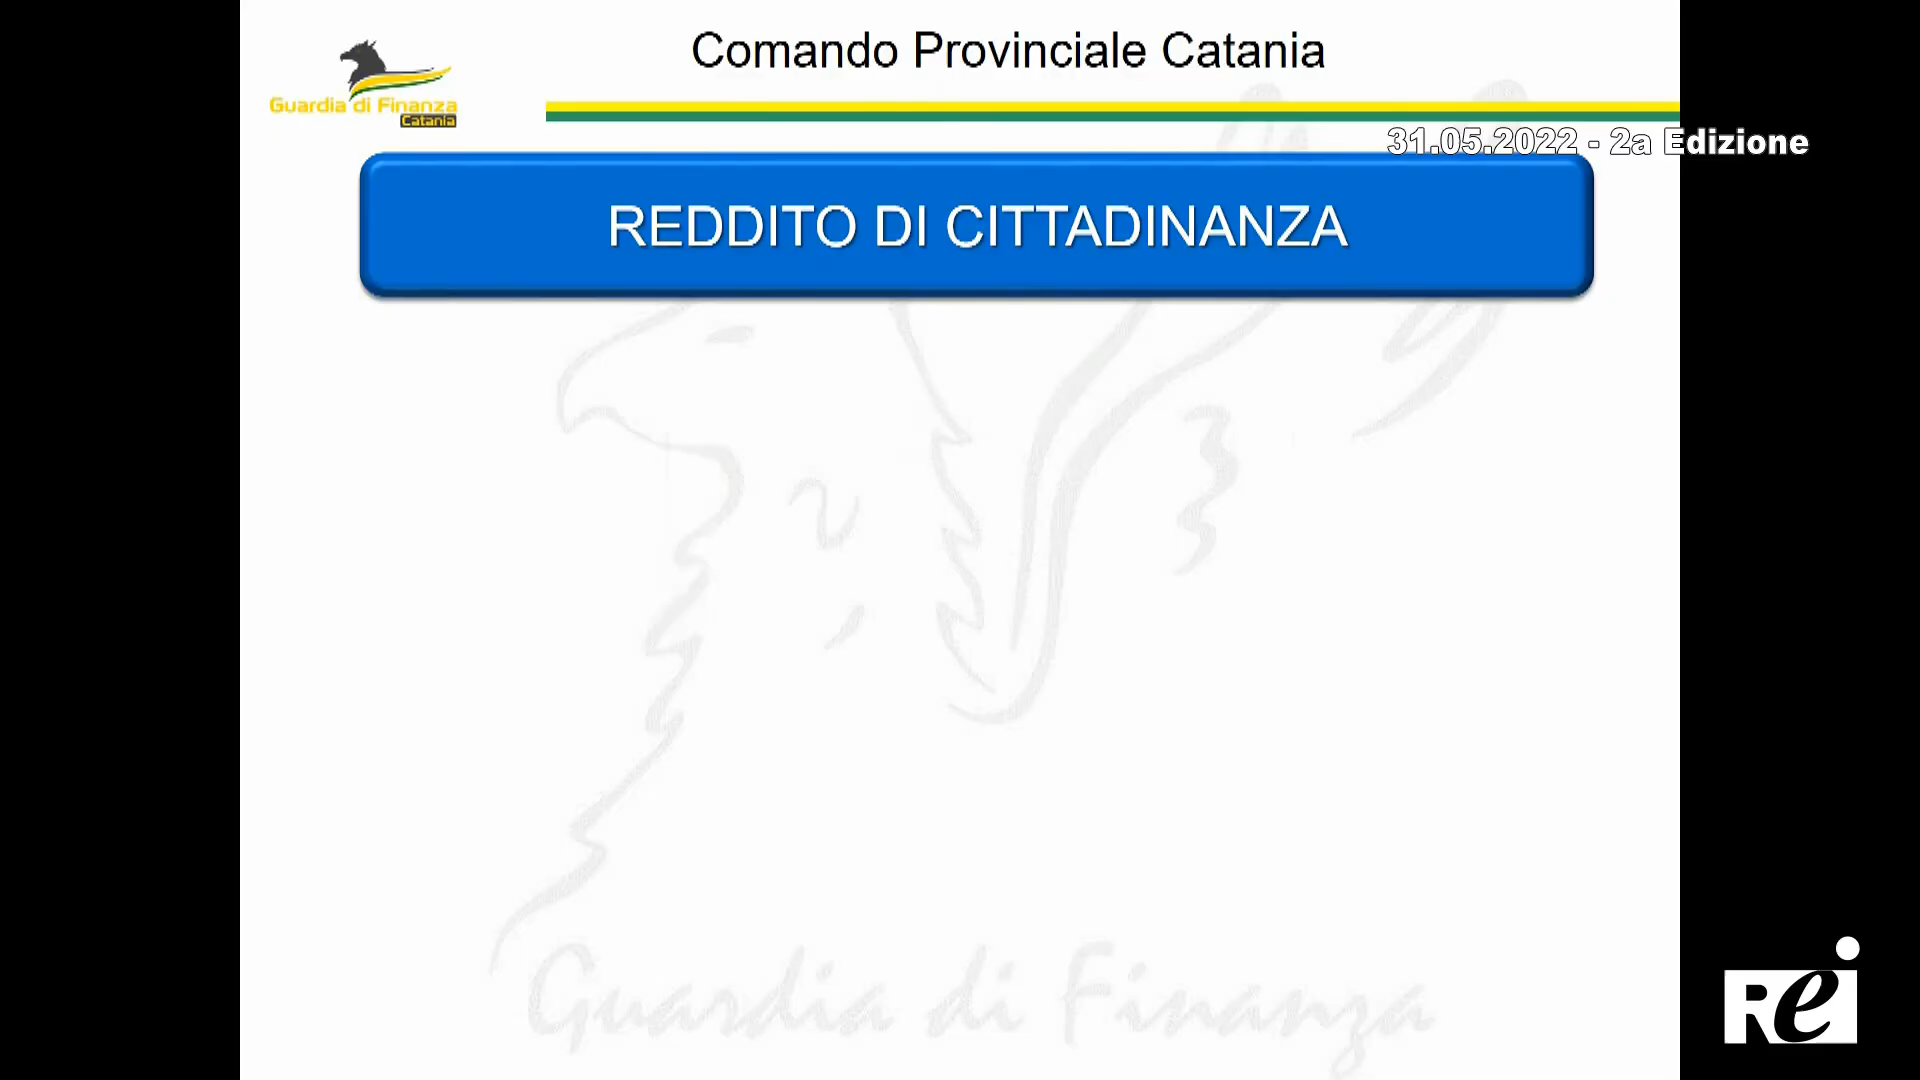 Comando Provinciale Catania
Guardia di Finanza
Catania
31.05.2022 - 2a Edizione
REDDITO DI CITTADINANZA
Guardia di Finanza
Rei